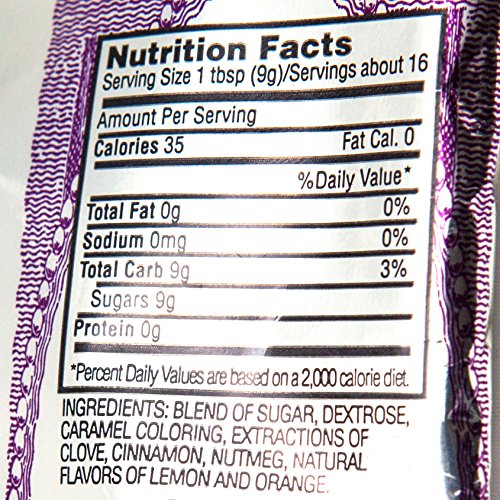 Nutrition Facts
Serving Size 1 tbsp (9g)/Servings about 16
Amount Per Serving
Calories 35 Fat Cal. 0
% Daily Value*
Total Fat 0g 0%
Sodium 0mg 0%
Total Carb 9g 3%
Sugars 9g
Protein 0g
*Percent Daily Values are based on a 2,000 calorie diet.
INGREDIENTS: BLEND OF SUGAR, DEXTROSE,
CARAMEL COLORING, EXTRACTIONS OF
CLOVE, CINNAMON, NUTMEG, NATURAL
FLAVORS OF LEMON AND ORANGE.